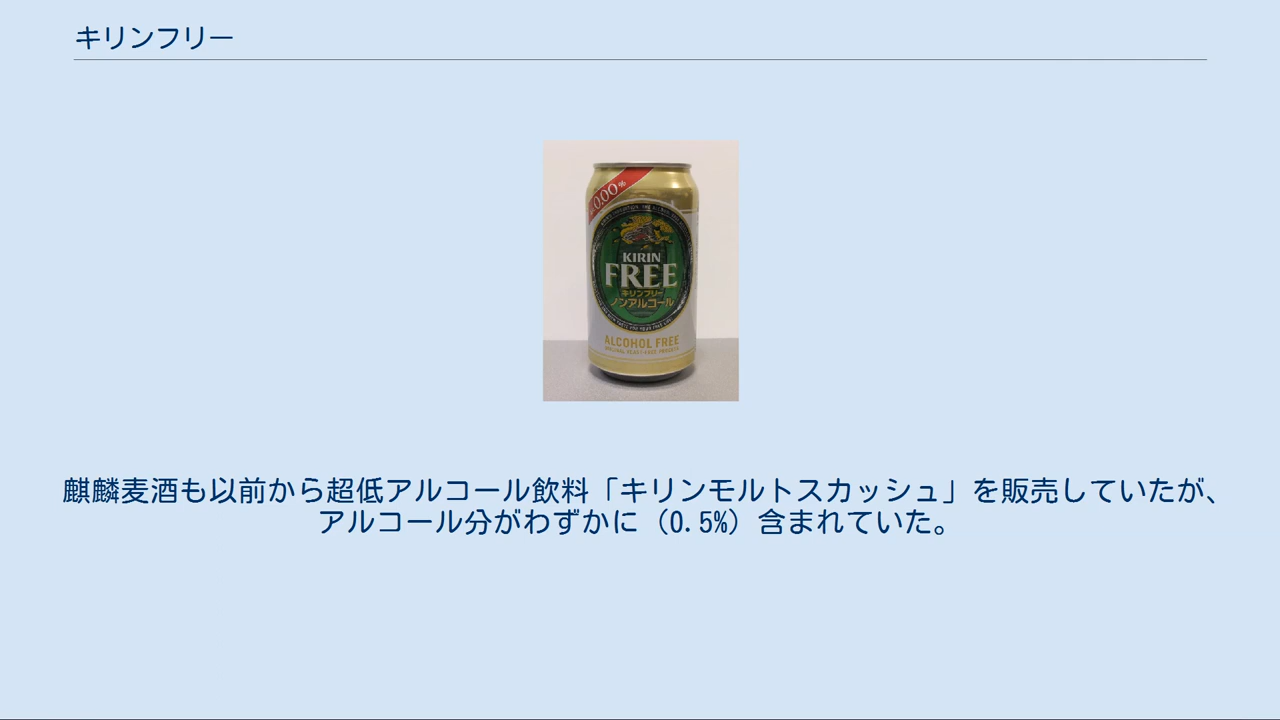 キリンフリー
0.00%
KIRIN
FREE
キリンフリー
ノンアルコール
ALCOHOL FREE
麒麟麦酒も以前から超低アルコール飲料「キリンモルトスカッシュ」を販売していたが、
アルコール分がわずかに（0.5%）含まれていた。